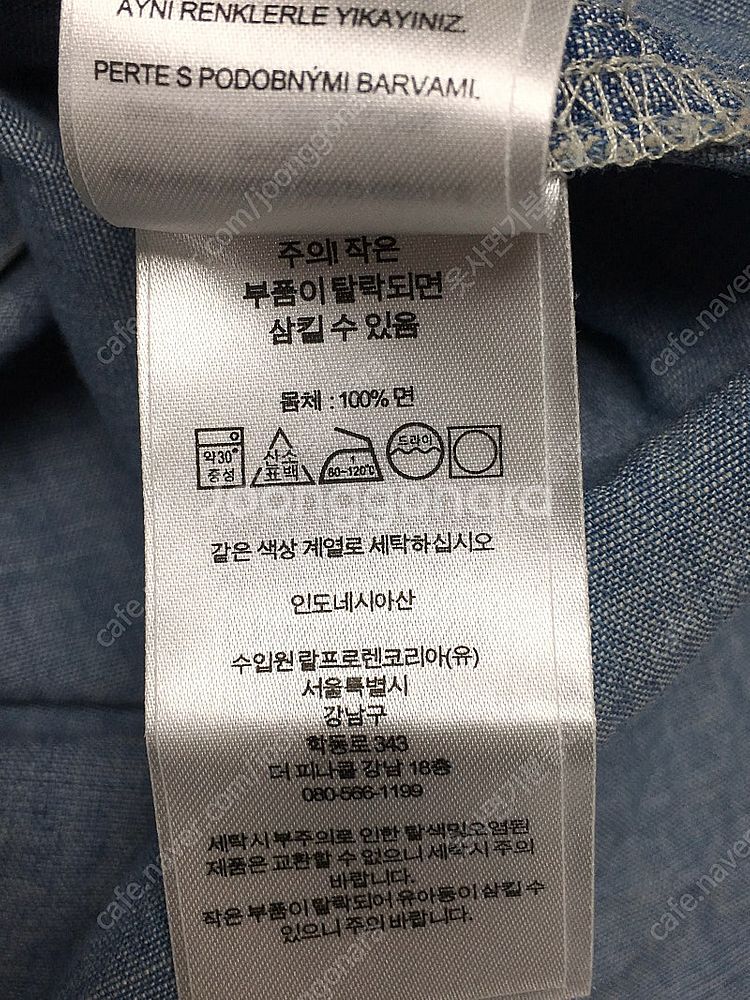 AYNI RENKLERLE YIKAYINIZ.
PERTE S PODOBNÝMI BARVAMI.
주의! 작은
부품이 탈락되면
삼킬 수 있음
몸체 : 100% 면
약30° 중성
산소 표백
1 80~120℃
드라이
같은 색상 계열로 세탁하십시오
인도네시아산
수입원 랄프로렌코리아(유)
서울특별시
강남구
학동로 343
더 피나클 강남 18층
080-566-1199
세탁시 부주의로 인한 탈색및오염된
제품은 교환할 수 없으니 세탁시 주의
바랍니다.
작은 부품이 탈락되어 유아동이 삼킬 수
있으니 주의 바랍니다.